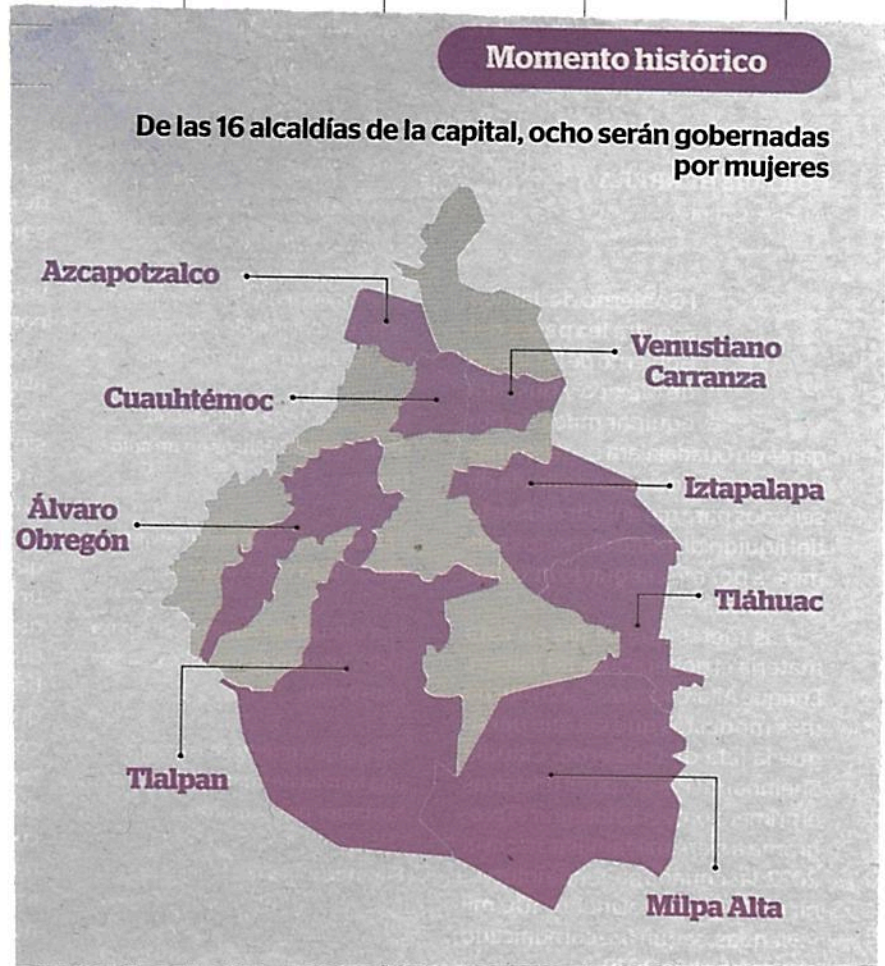 Momento histórico
De las 16 alcaldías de la capital, ocho serán gobernadas
por mujeres
Azcapotzalco
Venustiano
Carranza
Cuauhtémoc
Iztapalapa
Álvaro
Obregón
Tláhuac
Tlalpan
Milpa Alta